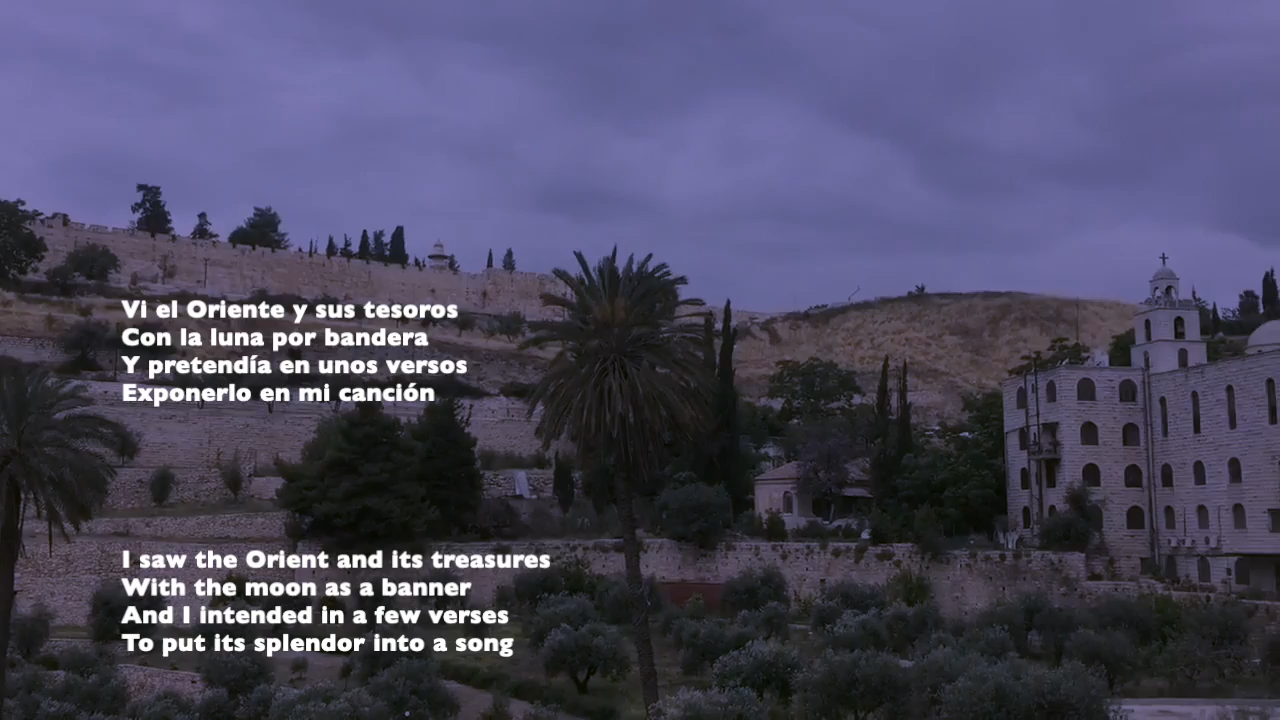 Vi el Oriente y sus tesoros
Con la luna por bandera
Y pretendía en unos versos
Exponerlo en mi canción
I saw the Orient and its treasures
With the moon as a banner
And I intended in a few verses
To put its splendor into a song